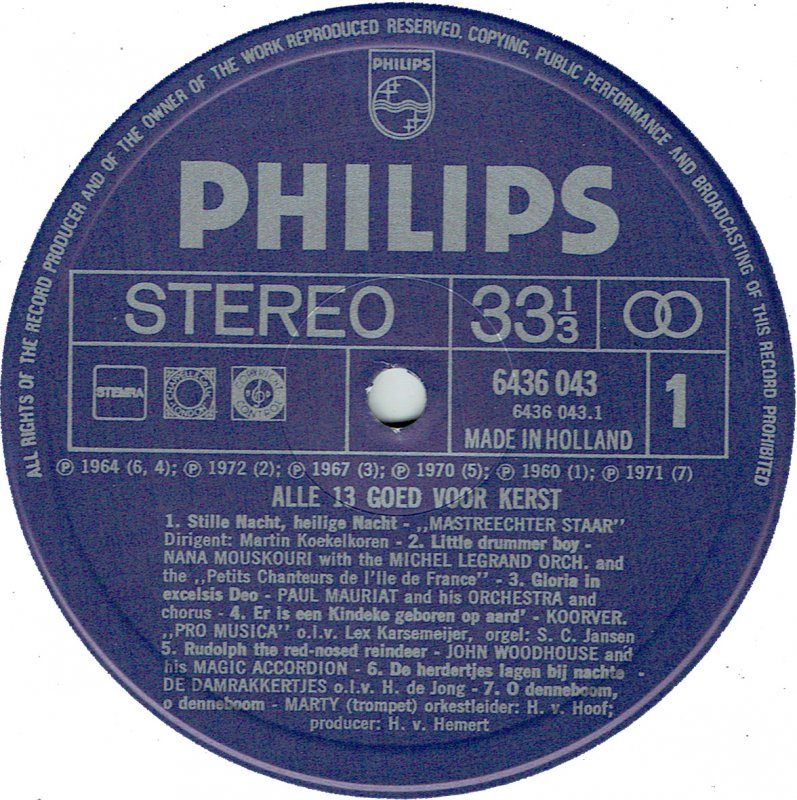 ALL RIGHTS OF THE RECORD PRODUCER AND OF THE OWNER OF THE WORK REPRODUCED RESERVED. COPYING, PUBLIC PERFORMANCE AND BROADCASTING OF THIS RECORD PROHIBITED
PHILIPS
PHILIPS
STEREO 33⅓
STEMRA LONDON 6436 043 1
6436 043.1
MADE IN HOLLAND
Ⓟ 1964 (6, 4); Ⓟ 1972 (2); Ⓟ 1967 (3); Ⓟ 1970 (5); Ⓟ 1960 (1); Ⓟ 1971 (7)
ALLE 13 GOED VOOR KERST
1. Stille Nacht, heilige Nacht - ,,MASTREECHTER STAAR"
Dirigent: Martin Koekelkoren - 2. Little drummer boy -
NANA MOUSKOURI with the MICHEL LEGRAND ORCH. and
the ,,Petits Chanteurs de l'Ile de France" - 3. Gloria in
excelsis Deo - PAUL MAURIAT and his ORCHESTRA and
chorus - 4. Er is een Kindeke geboren op aard' - KOORVER.
,,PRO MUSICA" o.l.v. Lex Karsemeijer, orgel: S. C. Jansen
5. Rudolph the red-nosed reindeer - JOHN WOODHOUSE and
his MAGIC ACCORDION - 6. De herdertjes lagen bij nachte -
DE DAMRAKKERTJES o.l.v. H. de Jong - 7. O denneboom,
o denneboom - MARTY (trompet) orkestleider: H. v. Hoof;
producer: H. v. Hemert